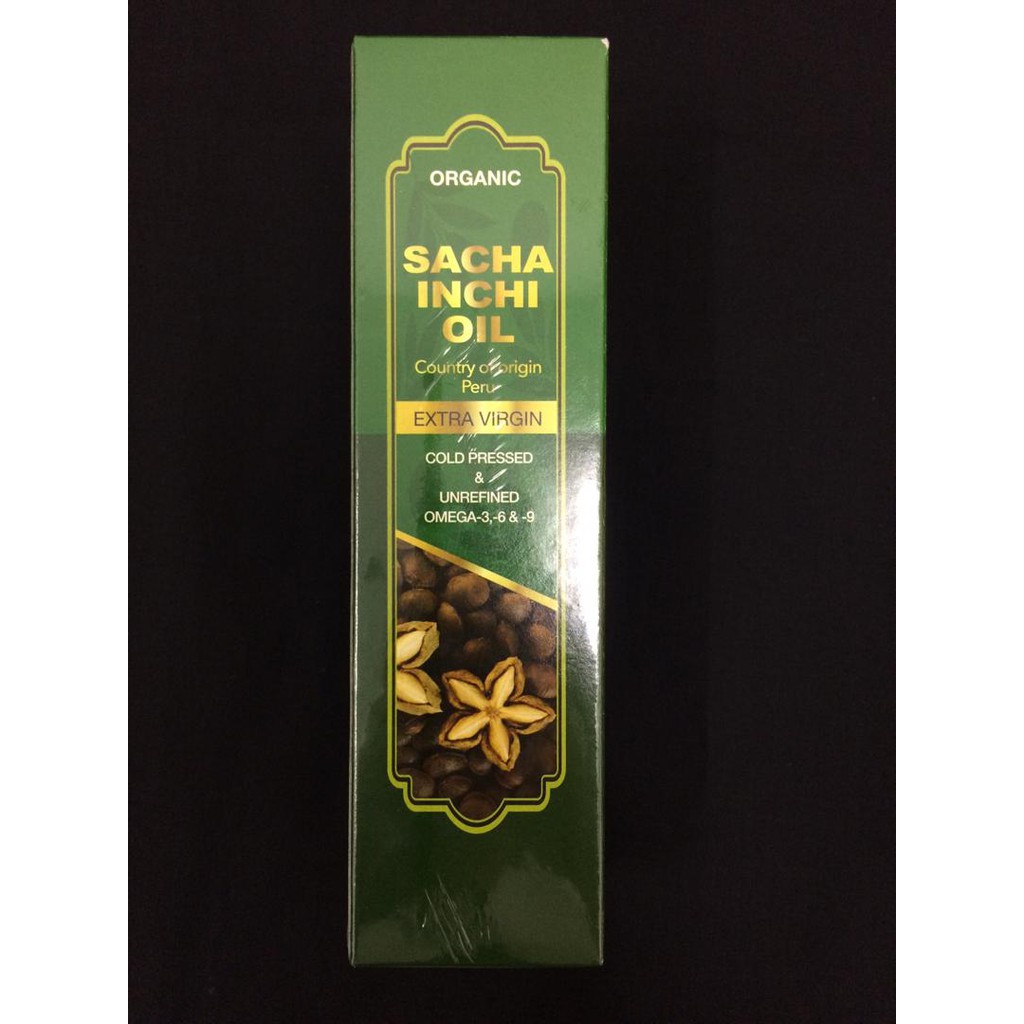 ORGANIC
SACHA
INCHI
OIL
Country of origin
Peru
EXTRA VIRGIN
COLD PRESSED
&
UNREFINED
OMEGA-3,-6 & -9